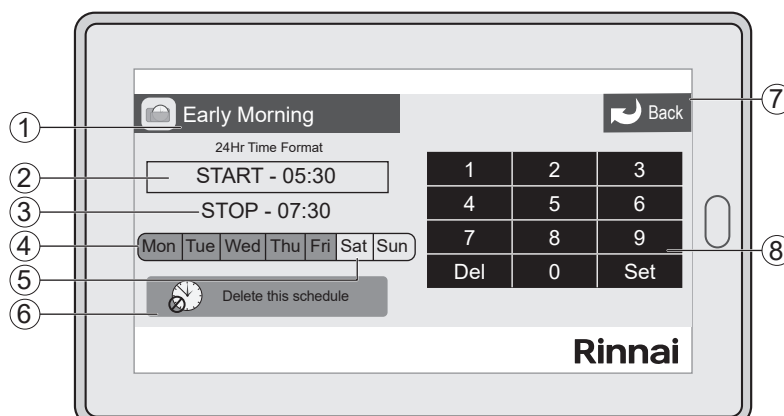 Early Morning
Back
24Hr Time Format
START - 05:30
STOP - 07:30
Mon Tue Wed Thu Fri Sat Sun
Delete this schedule
1 2 3
4 5 6
7 8 9
Del 0 Set
Rinnai
1
2
3
4
5
6
7
8